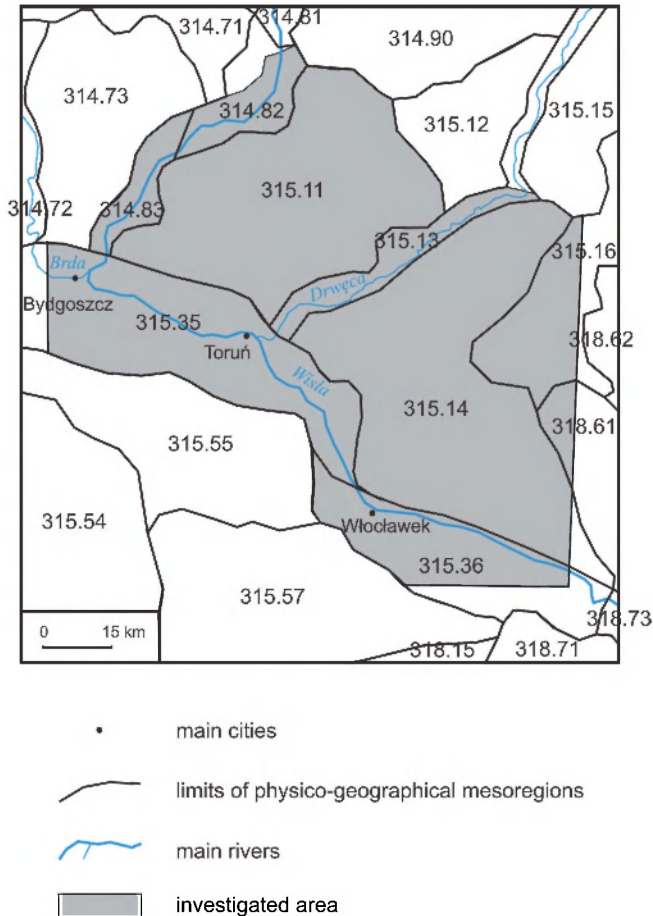 314.81
314.71
314.90
314.73
314.82
315.12
315.15
315.11
314.72
314.83
315.13
315.16
Brda
Drwęca
Bydgoszcz
315.35
Toruń
318.62
Wisła
315.14
318.61
315.55
315.54
Włocławek
315.36
315.57
318.73
0 15 km
318.15
318.71
main cities
limits of physico-geographical mesoregions
main rivers
investigated area